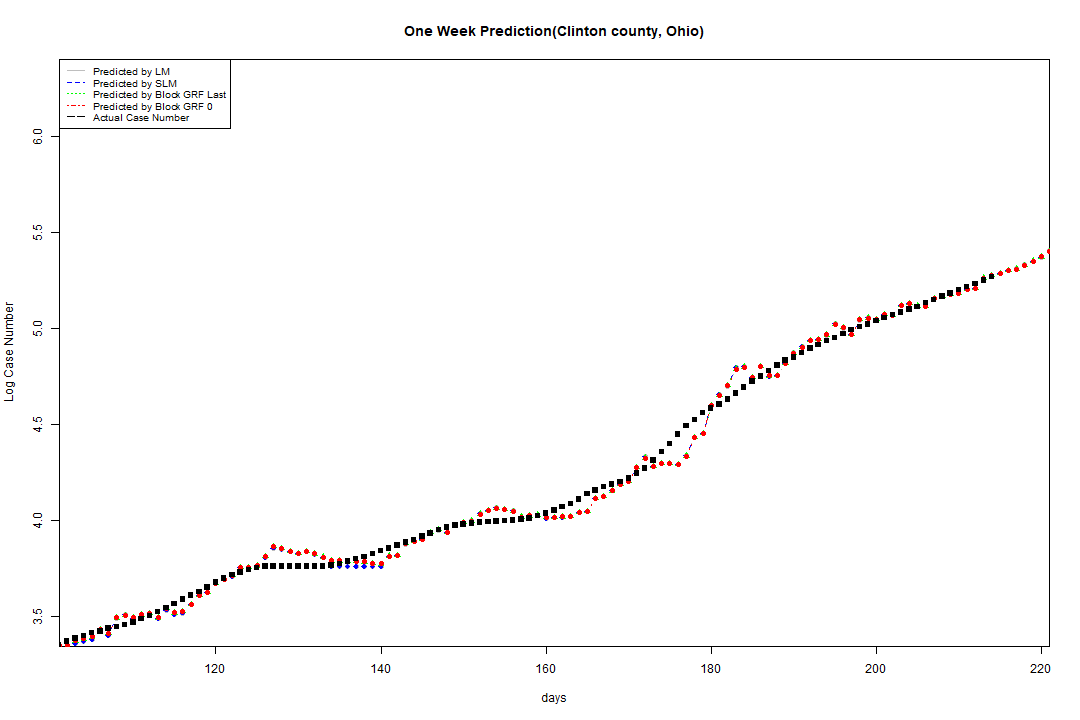 One Week Prediction(Clinton county, Ohio)
Predicted by LM
Predicted by SLM
Predicted by Block GRF Last
Predicted by Block GRF 0
Actual Case Number
6.0
5.5
5.0
4.5
4.0
3.5
Log Case Number
120 140 160 180 200 220
days